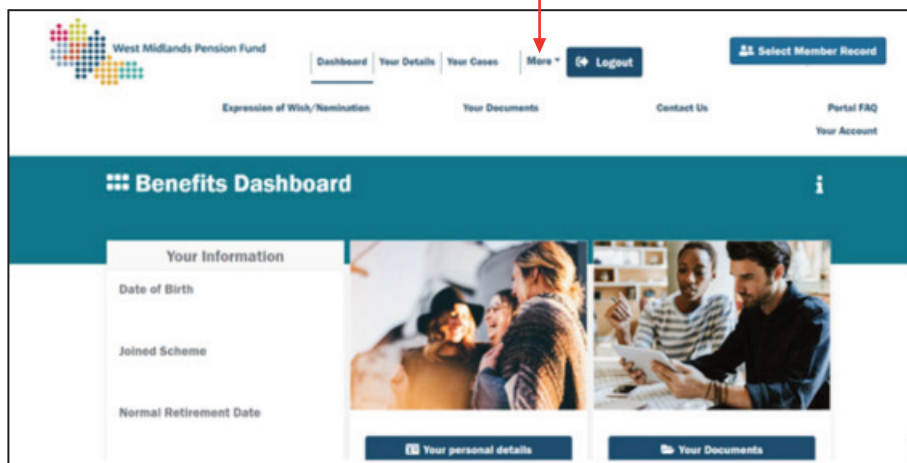 West Midlands Pension Fund
Dashboard Your Details Your Cases More Logout
Select Member Record
Expression of Wish/Nomination Your Documents Contact Us Portal FAQ
Your Account
Benefits Dashboard
Your Information
Date of Birth
Joined Scheme
Normal Retirement Date
Your personal details
Your Documents